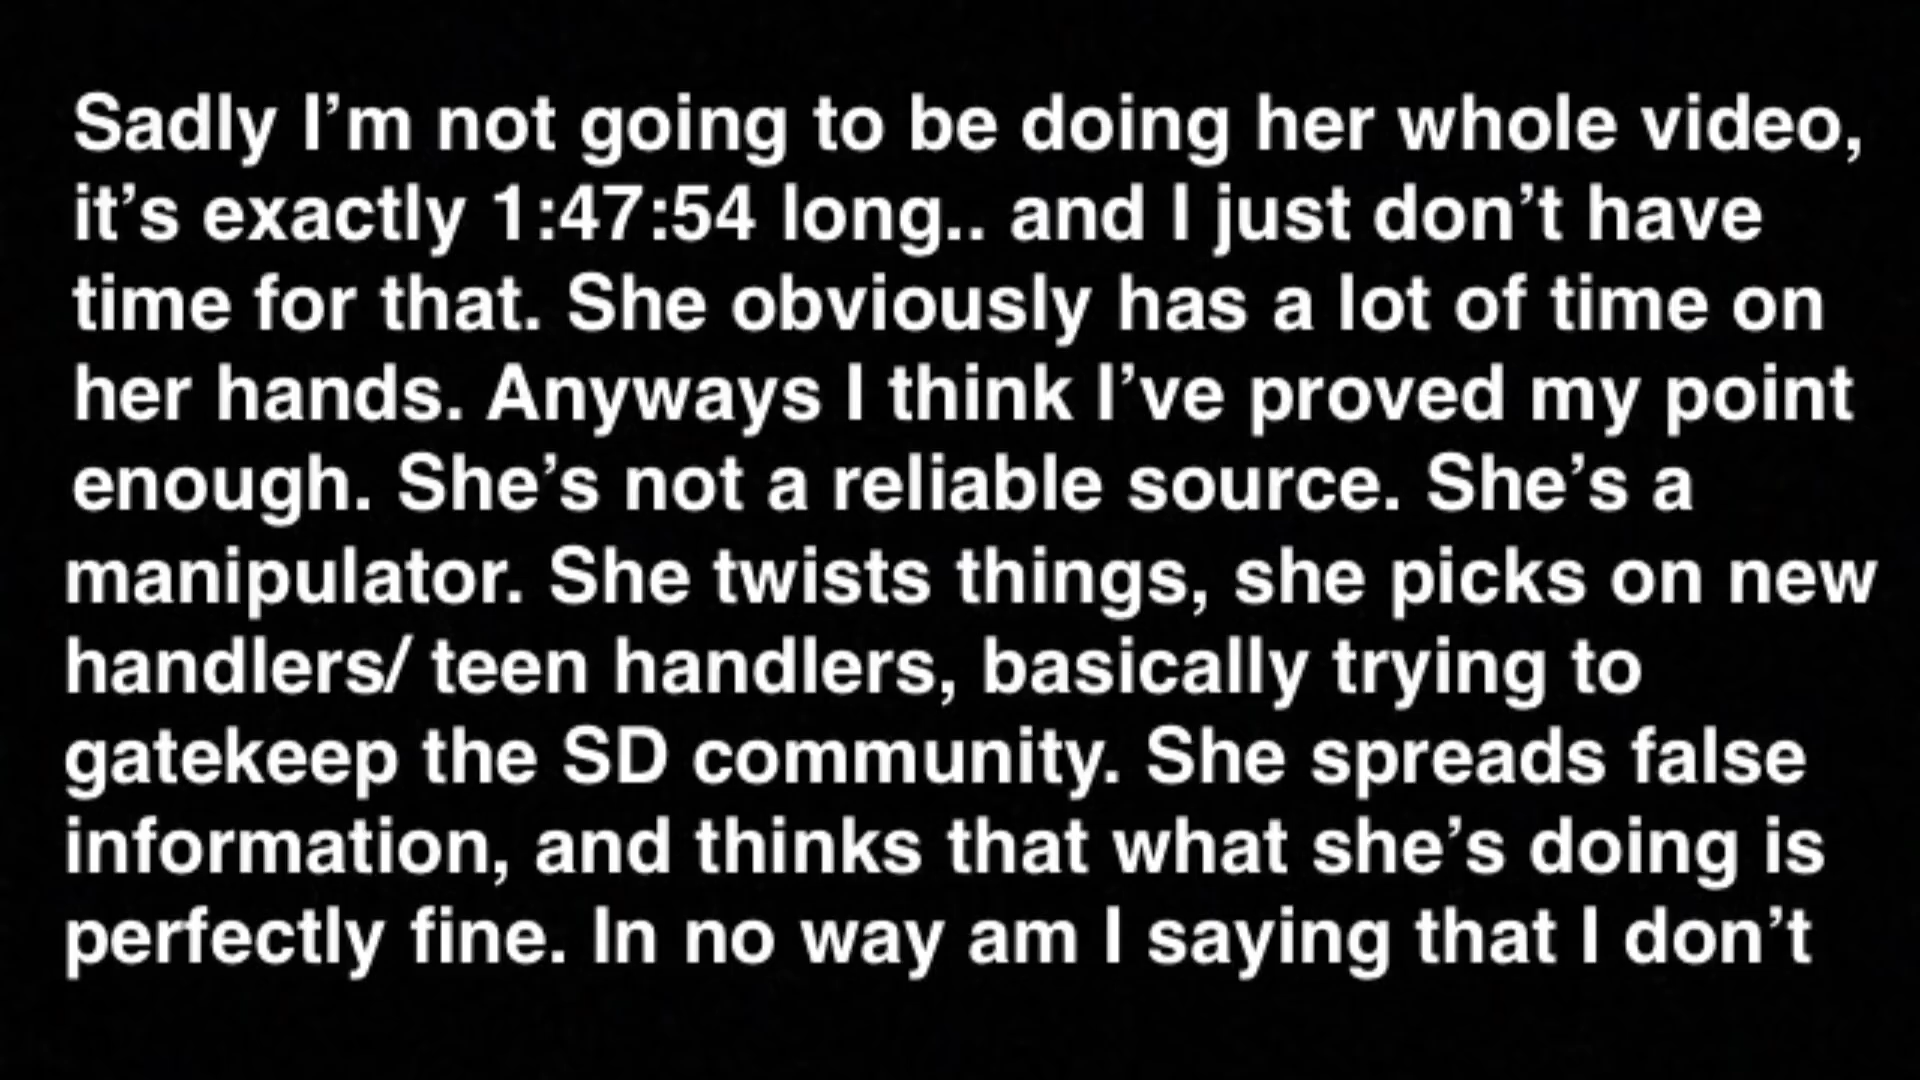 Sadly I’m not going to be doing her whole video,
it’s exactly 1:47:54 long.. and I just don’t have
time for that. She obviously has a lot of time on
her hands. Anyways I think I’ve proved my point
enough. She’s not a reliable source. She’s a
manipulator. She twists things, she picks on new
handlers/ teen handlers, basically trying to
gatekeep the SD community. She spreads false
information, and thinks that what she’s doing is
perfectly fine. In no way am I saying that I don’t